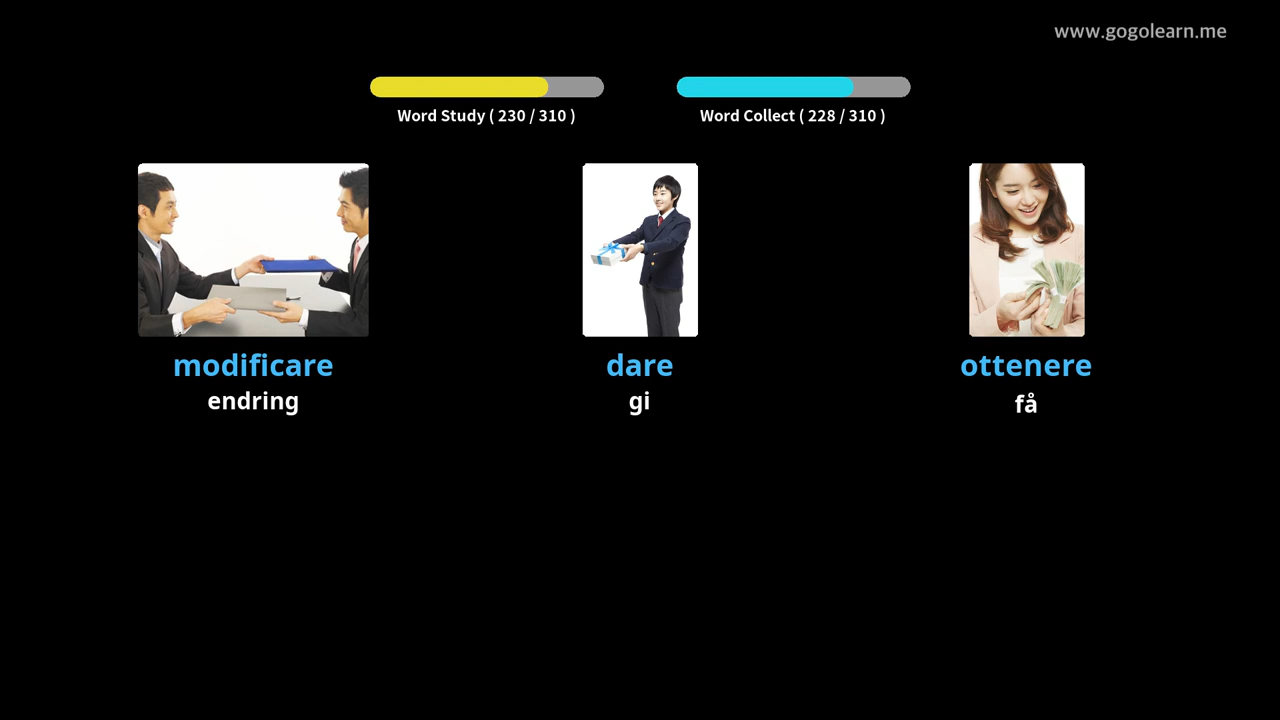 www.gogolearn.me
Word Study ( 230 / 310 )
Word Collect ( 228 / 310 )
modificare
endring
dare
gi
ottenere
få